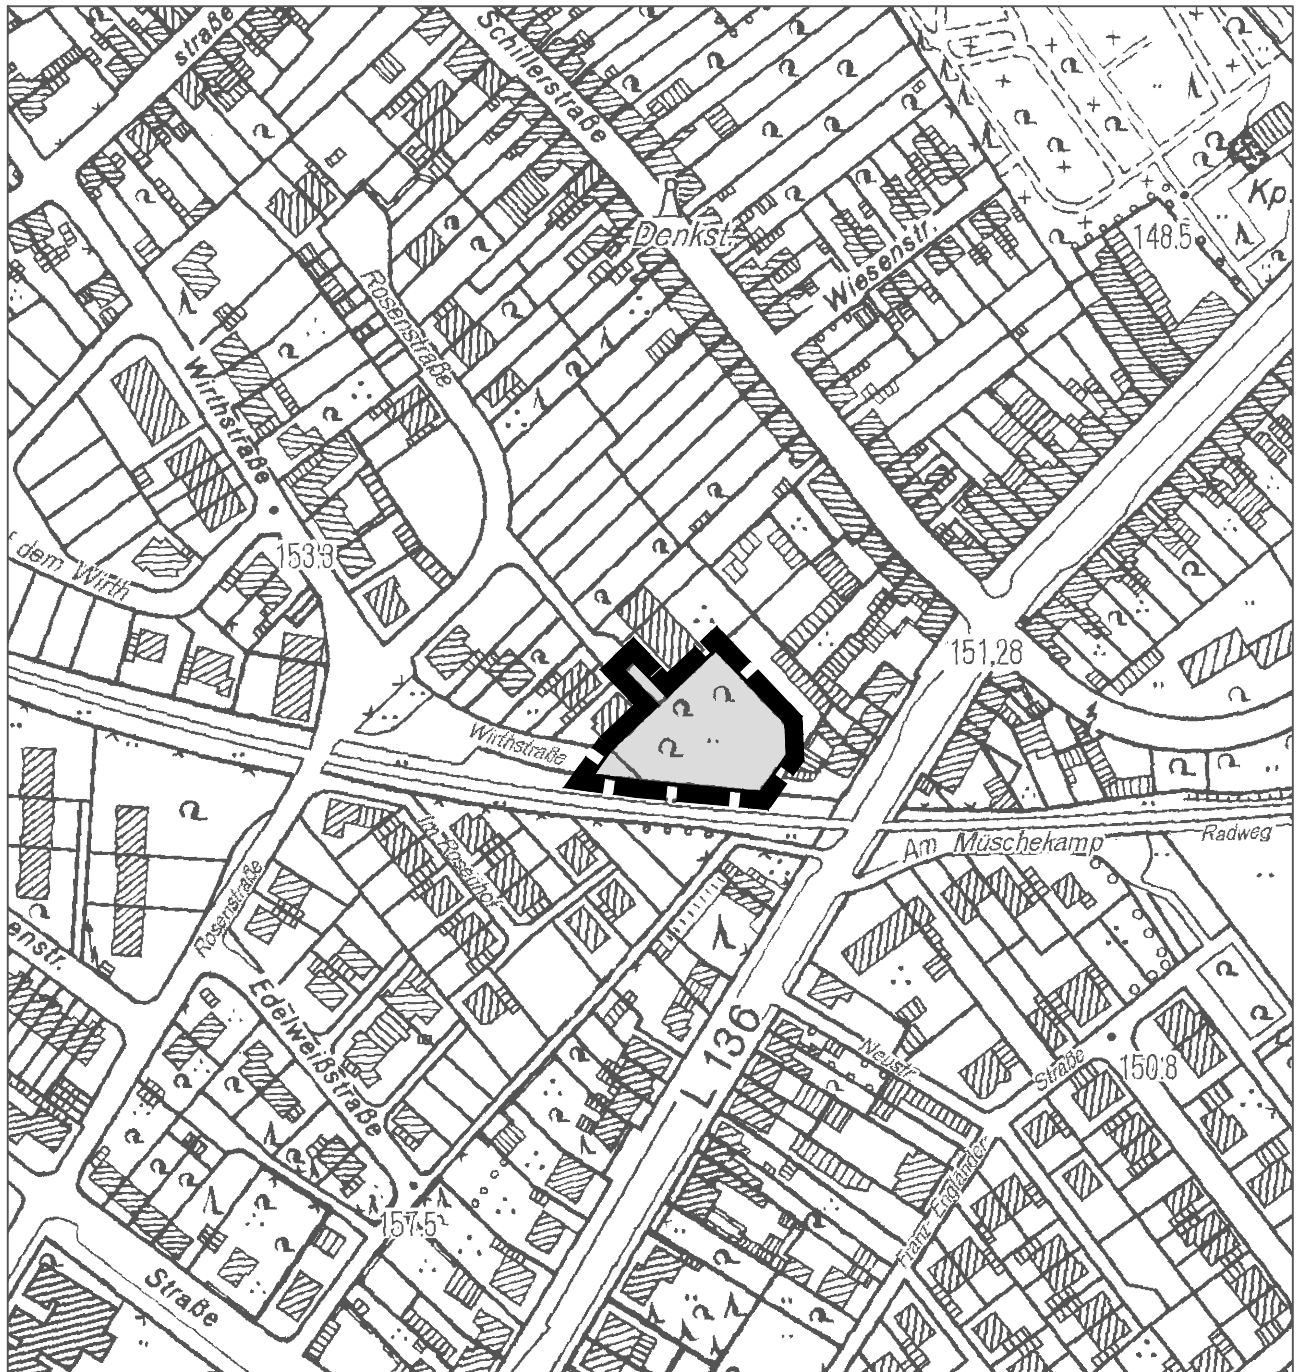 straße
Schillerstraße
Kp.
Denkst.
148.5
Wiesenstr.
Rosenstraße
Wirthstraße
153.3
dem Wirth
151,28
Wirthstraße
Am Müschekamp
Radweg
Im Rosenhof
Rosenstraße
enstr.
Edelweißstraße
L 136
Neustr.
Straße
150.8
Franz-Engländer
157.5
Straße